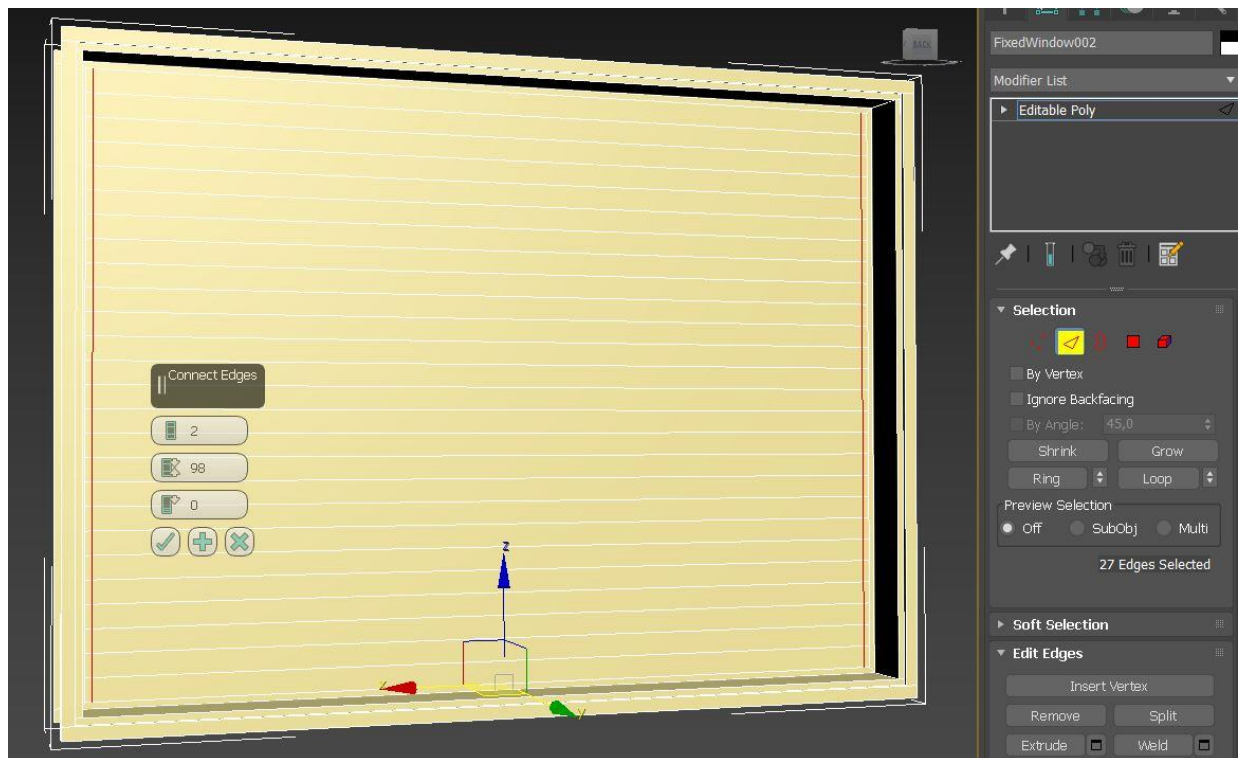 BACK
FixedWindow002
Modifier List
Editable Poly
Selection
By Vertex
Ignore Backfacing
By Angle: 45,0
Shrink Grow
Ring Loop
Preview Selection
Off SubObj Multi
27 Edges Selected
Soft Selection
Edit Edges
Insert Vertex
Remove Split
Extrude Weld
Connect Edges
2
98
0
z
x
y